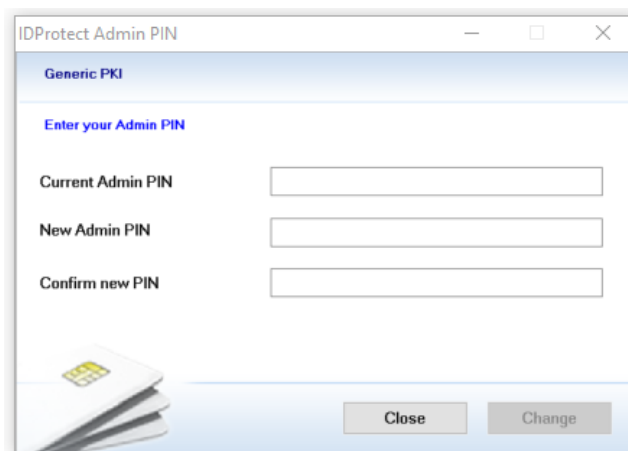 IDProtect Admin PIN
Generic PKI
Enter your Admin PIN
Current Admin PIN
New Admin PIN
Confirm new PIN
Close Change